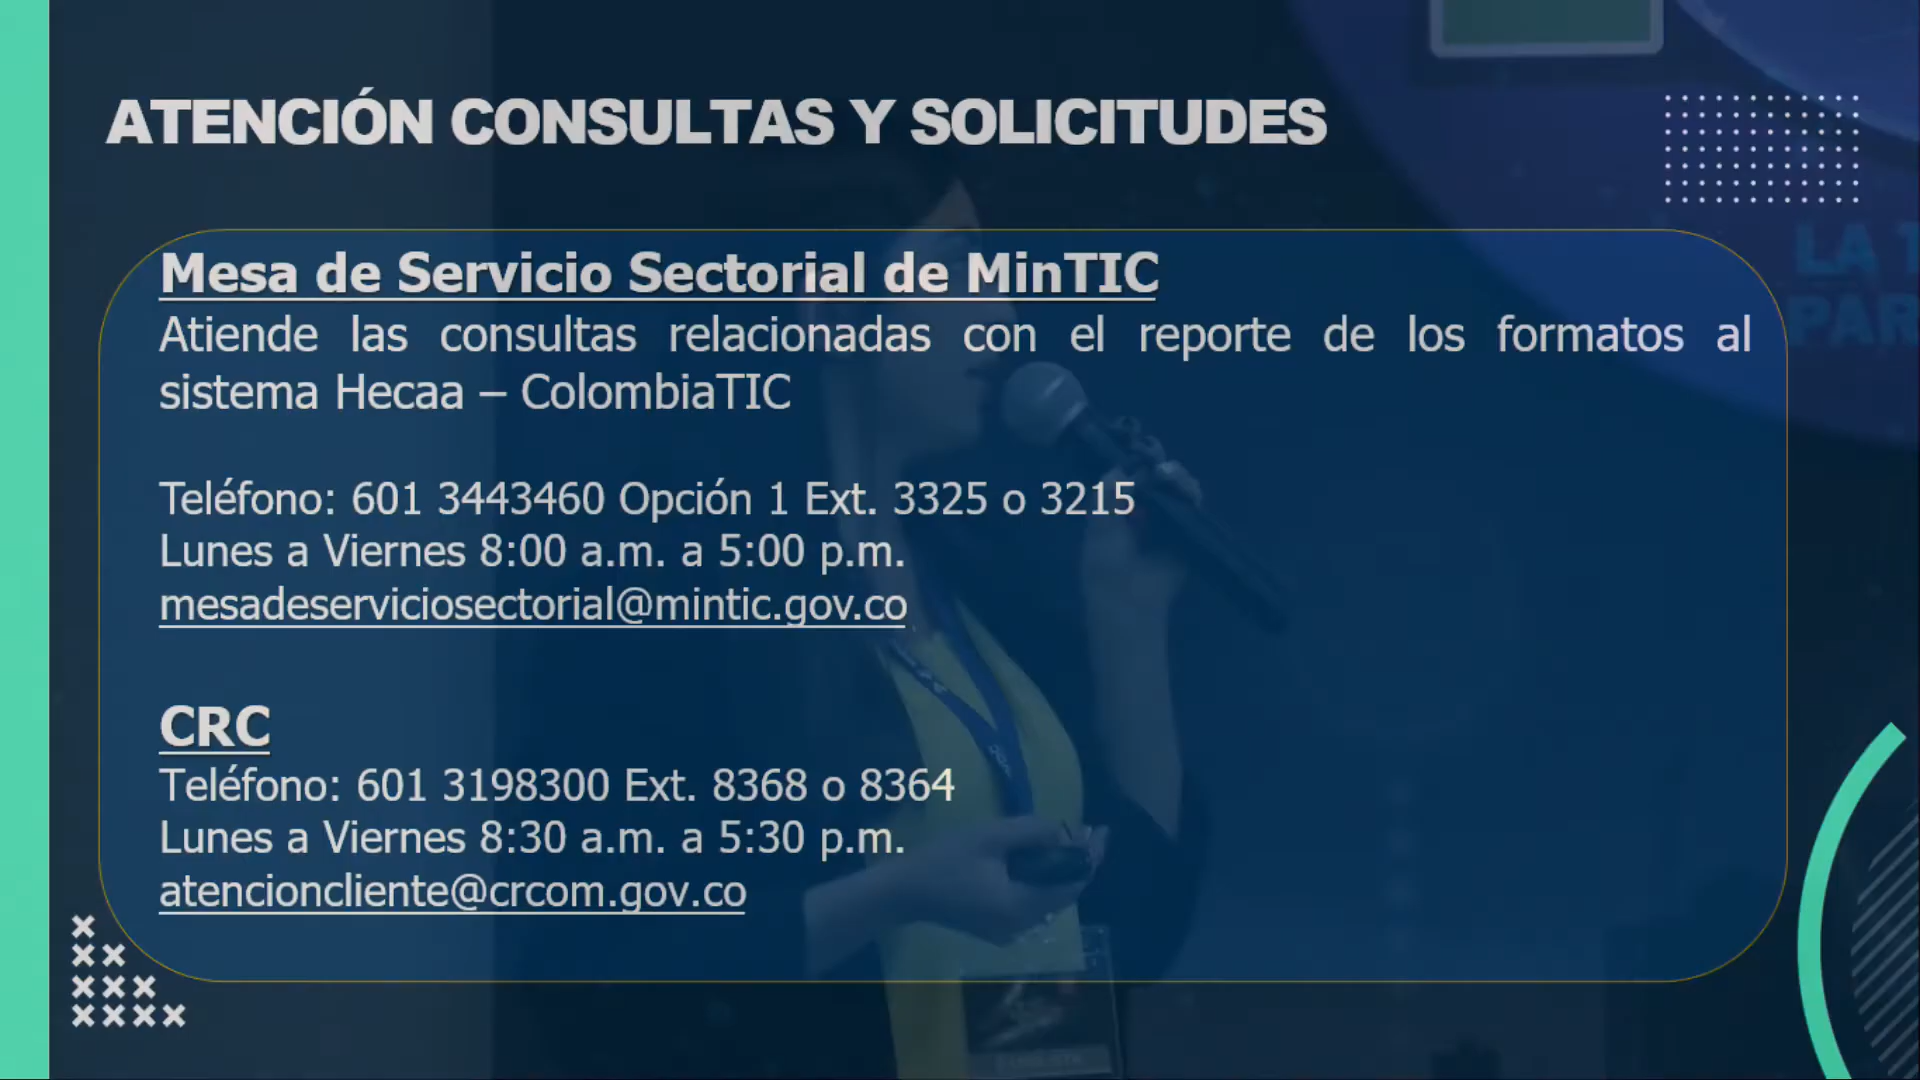 ATENCIÓN CONSULTAS Y SOLICITUDES
Mesa de Servicio Sectorial de MinTIC
Atiende las consultas relacionadas con el reporte de los formatos al
sistema Hecaa – ColombiaTIC
Teléfono: 601 3443460 Opción 1 Ext. 3325 o 3215
Lunes a Viernes 8:00 a.m. a 5:00 p.m.
mesadeserviciosectorial@mintic.gov.co
CRC
Teléfono: 601 3198300 Ext. 8368 o 8364
Lunes a Viernes 8:30 a.m. a 5:30 p.m.
atencioncliente@crcom.gov.co
LA T
PAR